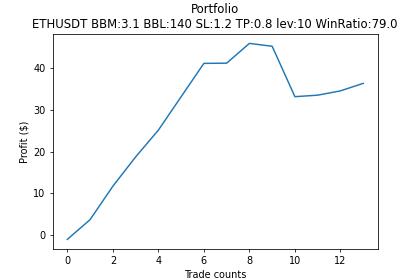 Portfolio
ETHUSDT BBM:3.1 BBL:140 SL:1.2 TP:0.8 lev:10 WinRatio:79.0
Profit ($)
40
30
20
10
0
0 2 4 6 8 10 12
Trade counts